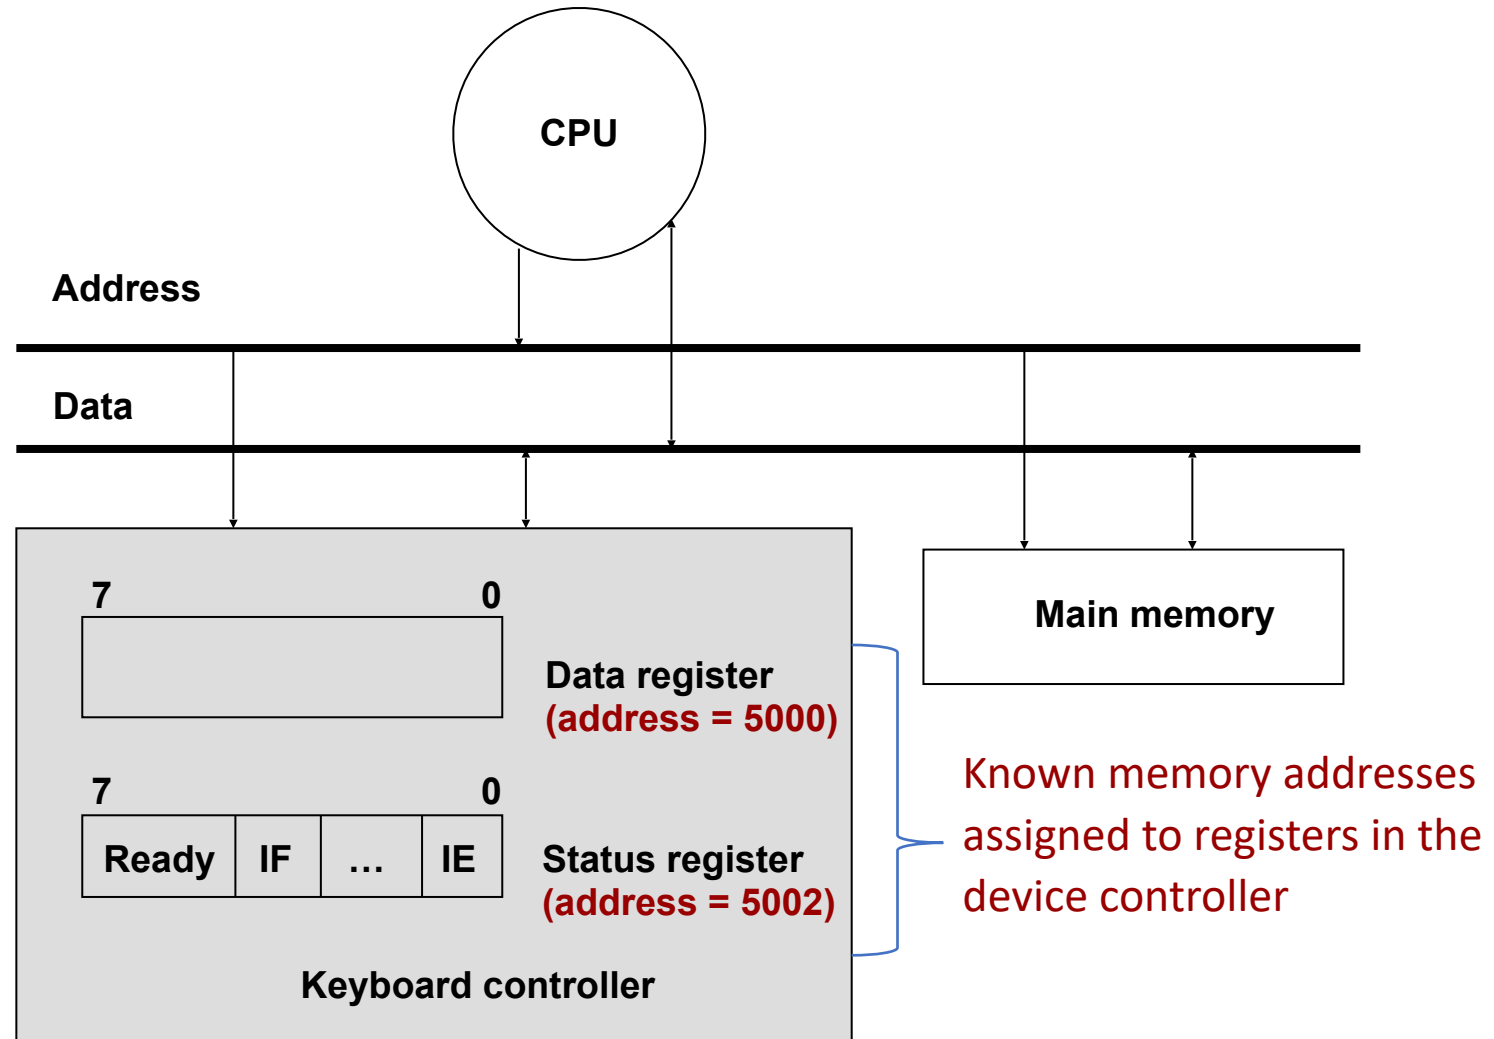 CPU
Address
Data
7 0
Data register
(address = 5000)
7 0
Ready IF … IE
Status register
(address = 5002)
Keyboard controller
Main memory
Known memory addresses
assigned to registers in the
device controller